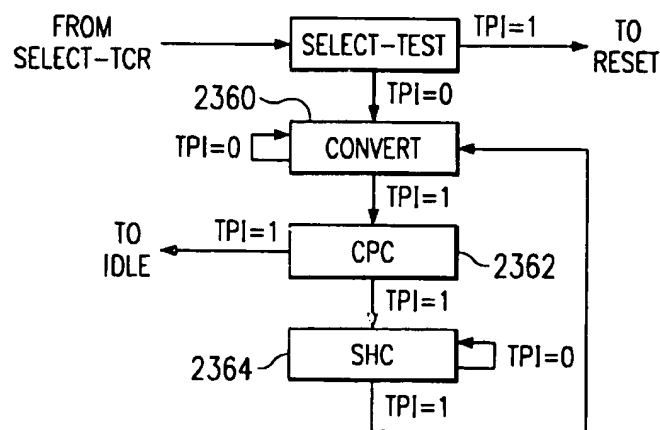 FROM
SELECT-TCR
SELECT-TEST
TPI=1
TO
RESET
TPI=0
2360
TPI=0
CONVERT
TPI=1
TO
IDLE
TPI=1
CPC
2362
TPI=1
2364
SHC
TPI=0
TPI=1